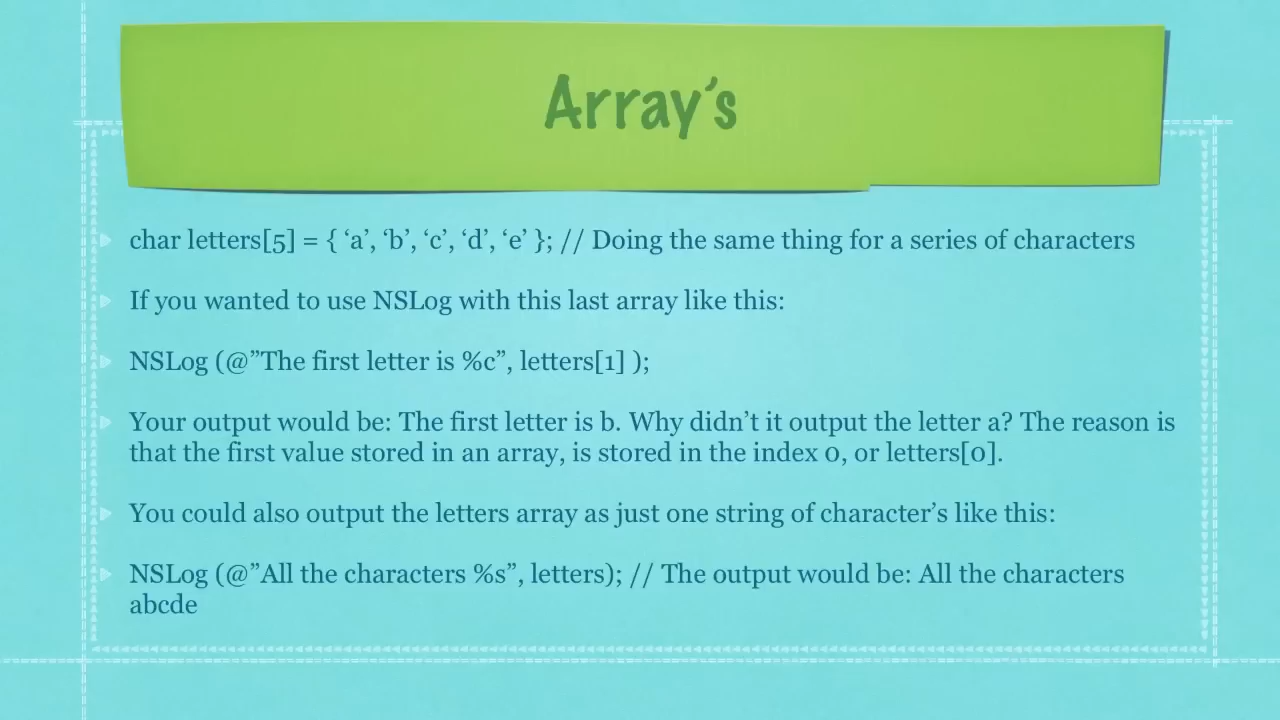 Array’s
char letters[5] = { ‘a’, ‘b’, ‘c’, ‘d’, ‘e’ }; // Doing the same thing for a series of characters
If you wanted to use NSLog with this last array like this:
NSLog (@”The first letter is %c”, letters[1] );
Your output would be: The first letter is b. Why didn’t it output the letter a? The reason is
that the first value stored in an array, is stored in the index 0, or letters[0].
You could also output the letters array as just one string of character’s like this:
NSLog (@”All the characters %s”, letters); // The output would be: All the characters
abcde